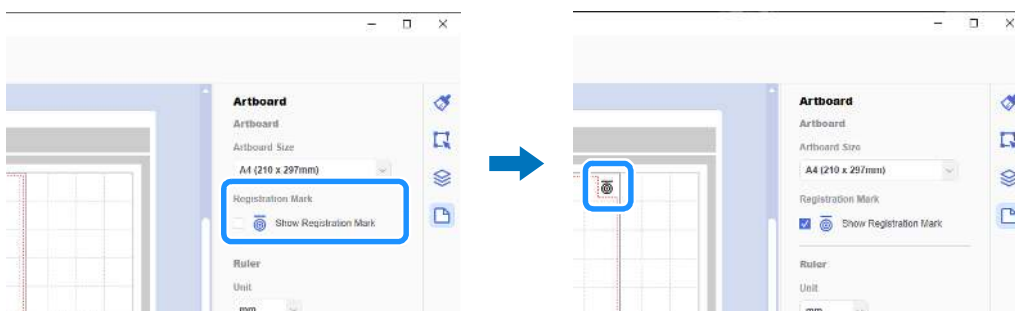 Artboard
Artboard
Artboard Size
A4 (210 x 297mm)
Registration Mark
Show Registration Mark
Ruler
Unit
mm
Artboard
Artboard
Artboard Size
A4 (210 x 297mm)
Registration Mark
Show Registration Mark
Ruler
Unit
mm